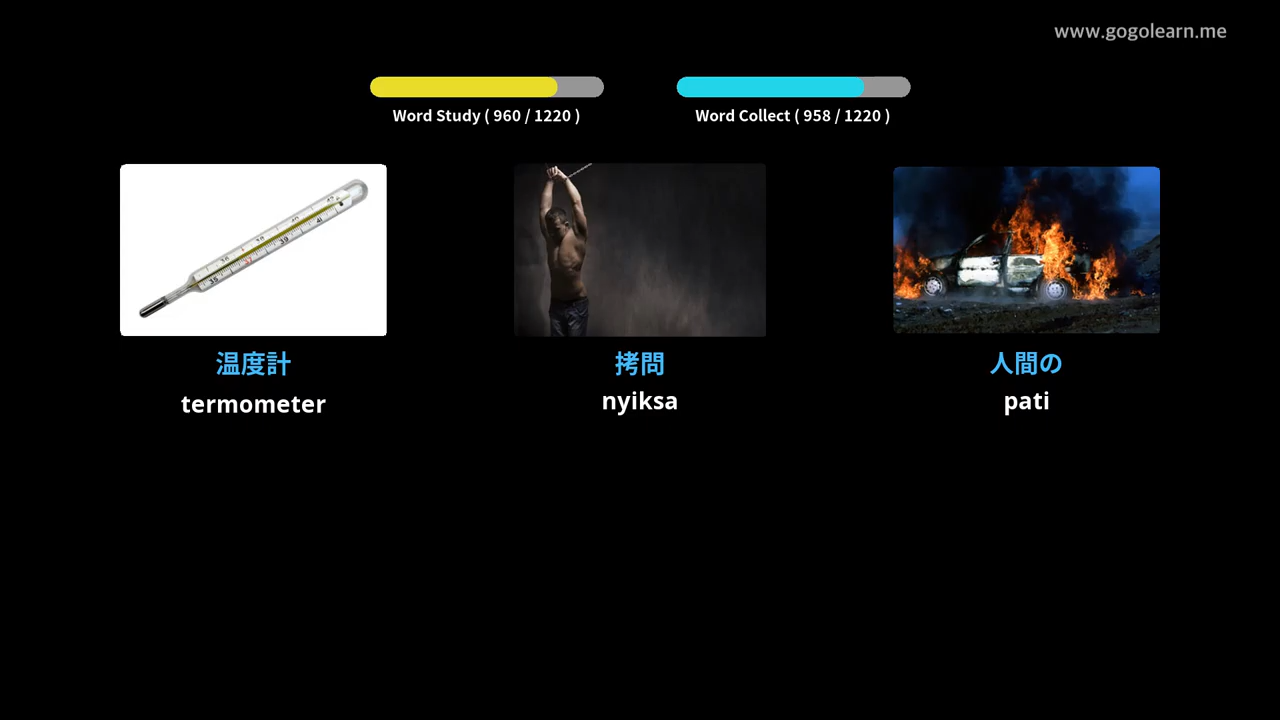 www.gogolearn.me
Word Study ( 960 / 1220 )
Word Collect ( 958 / 1220 )
温度計
termometer
拷問
nyiksa
人間の
pati